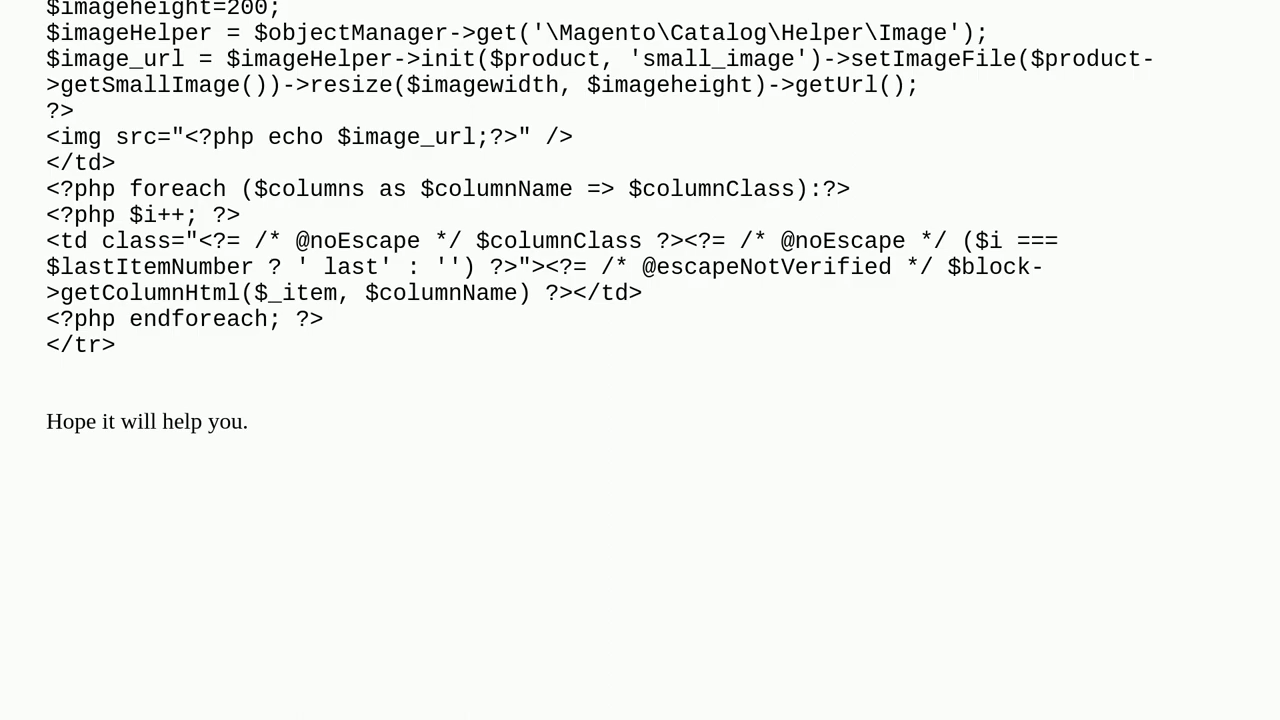 $imageheight=200;
$imageHelper = $objectManager->get('\Magento\Catalog\Helper\Image');
$image_url = $imageHelper->init($product, 'small_image')->setImageFile($product-
>getSmallImage())->resize($imagewidth, $imageheight)->getUrl();
?>
<img src="<?php echo $image_url;?>" />
</td>
<?php foreach ($columns as $columnName => $columnClass):?>
<?php $i++; ?>
<td class="<?= /* @noEscape */ $columnClass ?><?= /* @noEscape */ ($i ===
$lastItemNumber ? ' last' : '') ?>"><?= /* @escapeNotVerified */ $block-
>getColumnHtml($_item, $columnName) ?></td>
<?php endforeach; ?>
</tr>
Hope it will help you.